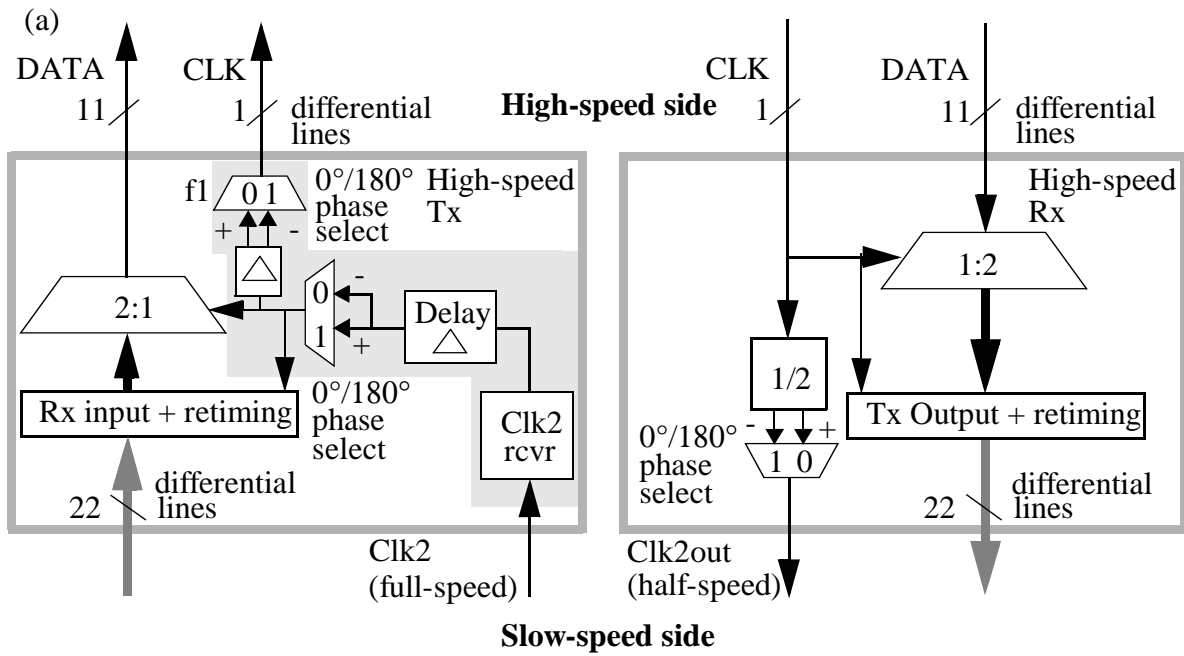 (a)
DATA
CLK
11
1
differential
lines
High-speed side
CLK
DATA
1
11
differential
lines
f1
0 1
0°/180°
phase
select
High-speed
Tx
+
-
△
2:1
0
1
-
+
Delay
△
0°/180°
phase
select
Rx input + retiming
Clk2
rcvr
22
differential
lines
Clk2
(full-speed)
High-speed
Rx
1:2
1/2
Tx Output + retiming
0°/180°
phase
select
-
+
1 0
22
differential
lines
Clk2out
(half-speed)
Slow-speed side